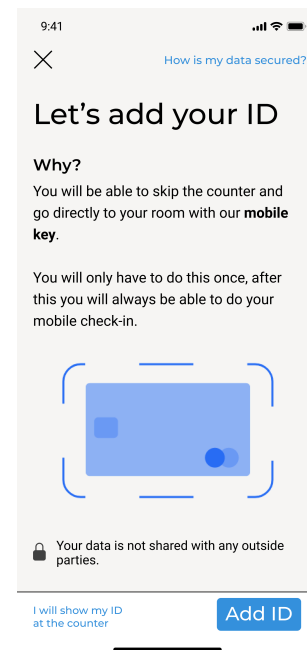 9:41
How is my data secured?
Let's add your ID
Why?
You will be able to skip the counter and
go directly to your room with our mobile
key.
You will only have to do this once, after
this you will always be able to do your
mobile check-in.
Your data is not shared with any outside
parties.
I will show my ID
at the counter
Add ID